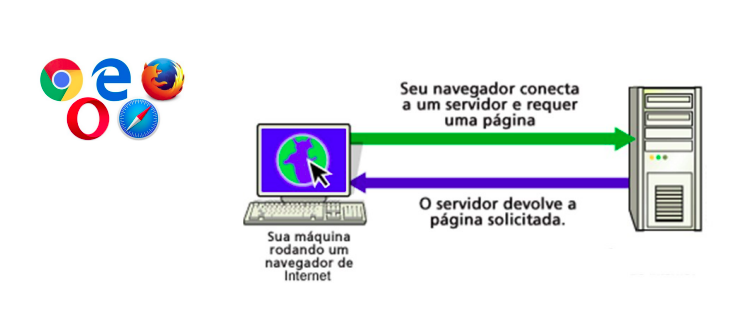 Seu navegador conecta
a um servidor e requer
uma página
O servidor devolve a
página solicitada.
Sua máquina
rodando um
navegador de
Internet